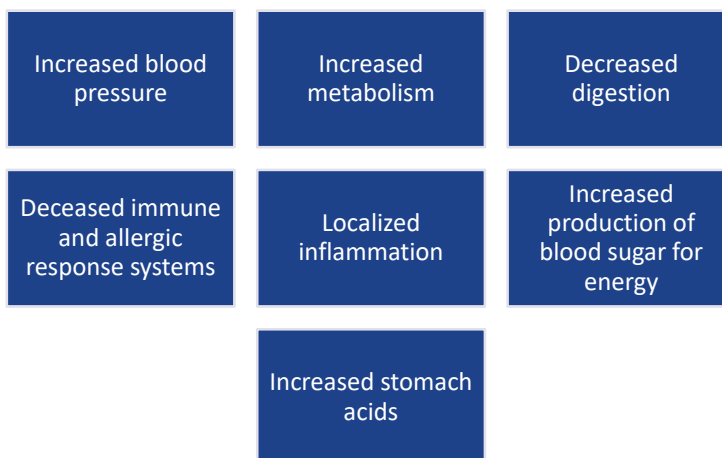 Increased blood
pressure
Increased
metabolism
Decreased
digestion
Deceased immune
and allergic
response systems
Localized
inflammation
Increased
production of
blood sugar for
energy
Increased stomach
acids